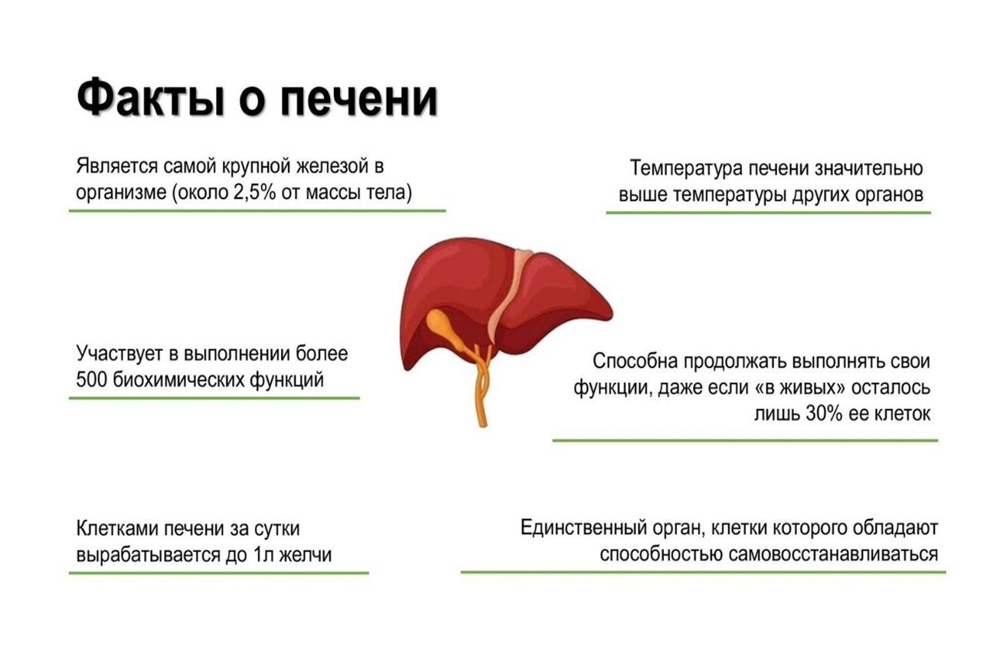 Факты о печени
Является самой крупной железой в
организме (около 2,5% от массы тела)
Температура печени значительно
выше температуры других органов
Участвует в выполнении более
500 биохимических функций
Способна продолжать выполнять свои
функции, даже если «в живых» осталось
лишь 30% ее клеток
Клетками печени за сутки
вырабатывается до 1л желчи
Единственный орган, клетки которого обладают
способностью самовосстанавливаться